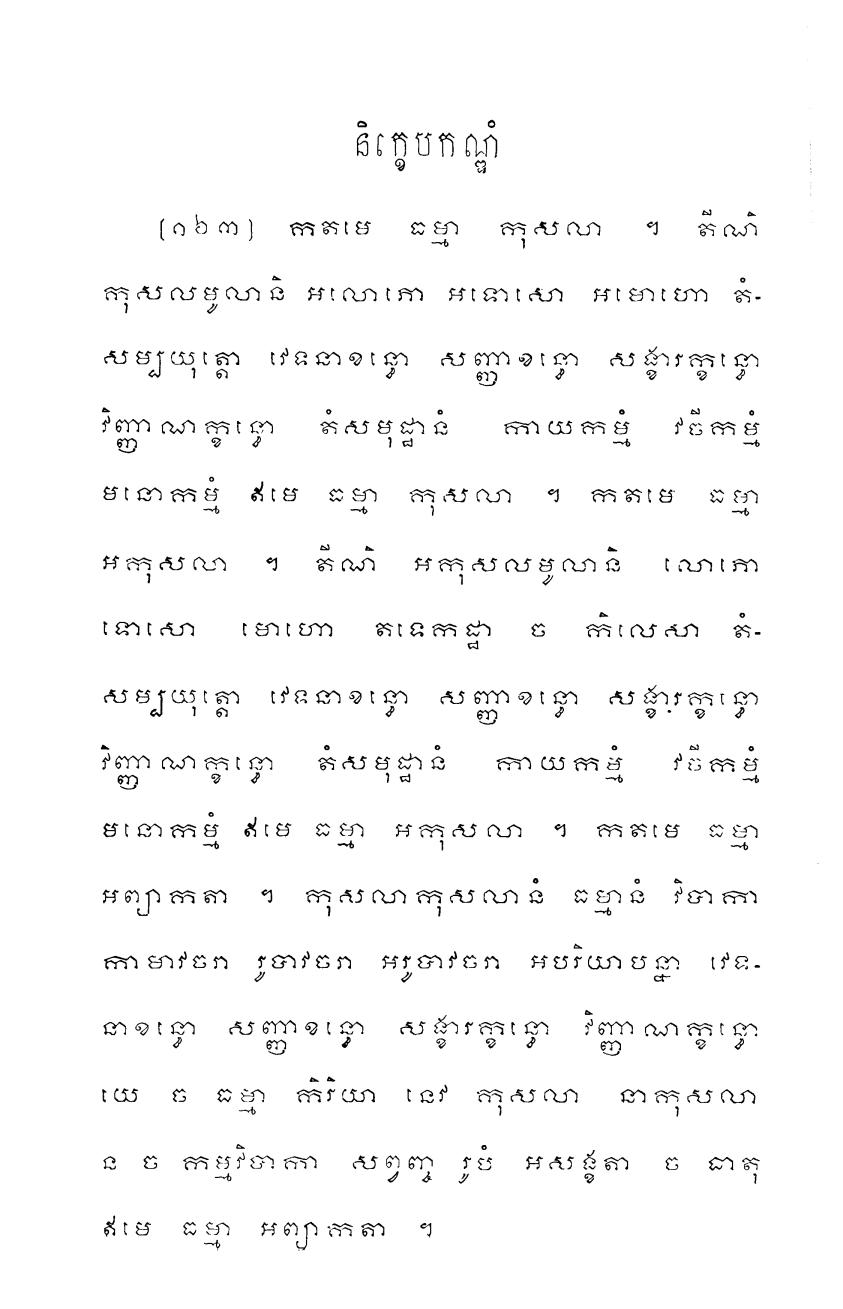 និក្ខេបកណ្ឌំ
(១៦៣) កតមេ ធម្មា កុសលា ។ តីណិ
កុសលមូលានិ អលោភោ អទោសោ អមោហោ តំ-
សម្បយុត្តោ វេទនាខន្ធោ សញ្ញាខន្ធោ សង្ខារក្ខន្ធោ
វិញ្ញាណក្ខន្ធោ តំសមុដ្ឋានំ កាយកម្មំ វចីកម្មំ
មនោកម្មំ ឥមេ ធម្មា កុសលា ។ កតមេ ធម្មា
អកុសលា ។ តីណិ អកុសលមូលានិ លោភោ
ទោសោ មោហោ តទេកដ្ឋា ច កិលេសា តំ-
សម្បយុត្តោ វេទនាខន្ធោ សញ្ញាខន្ធោ សង្ខារក្ខន្ធោ
វិញ្ញាណក្ខន្ធោ តំសមុដ្ឋានំ កាយកម្មំ វចីកម្មំ
មនោកម្មំ ឥមេ ធម្មា អកុសលា ។ កតមេ ធម្មា
អព្យាកតា ។ កុសលាកុសលានំ ធម្មានំ វិបាកា
កាមាវចរា រូបាវចរា អរូបាវចរា អបរិយាបន្នា វេទ-
នាខន្ធោ សញ្ញាខន្ធោ សង្ខារក្ខន្ធោ វិញ្ញាណក្ខន្ធោ
យេ ច ធម្មា កិរិយា នេវ កុសលា នាកុសលា
ន ច កម្មវិបាកា សព្វញ្ច រូបំ អសង្ខតា ច ធាតុ
ឥមេ ធម្មា អព្យាកតា ។